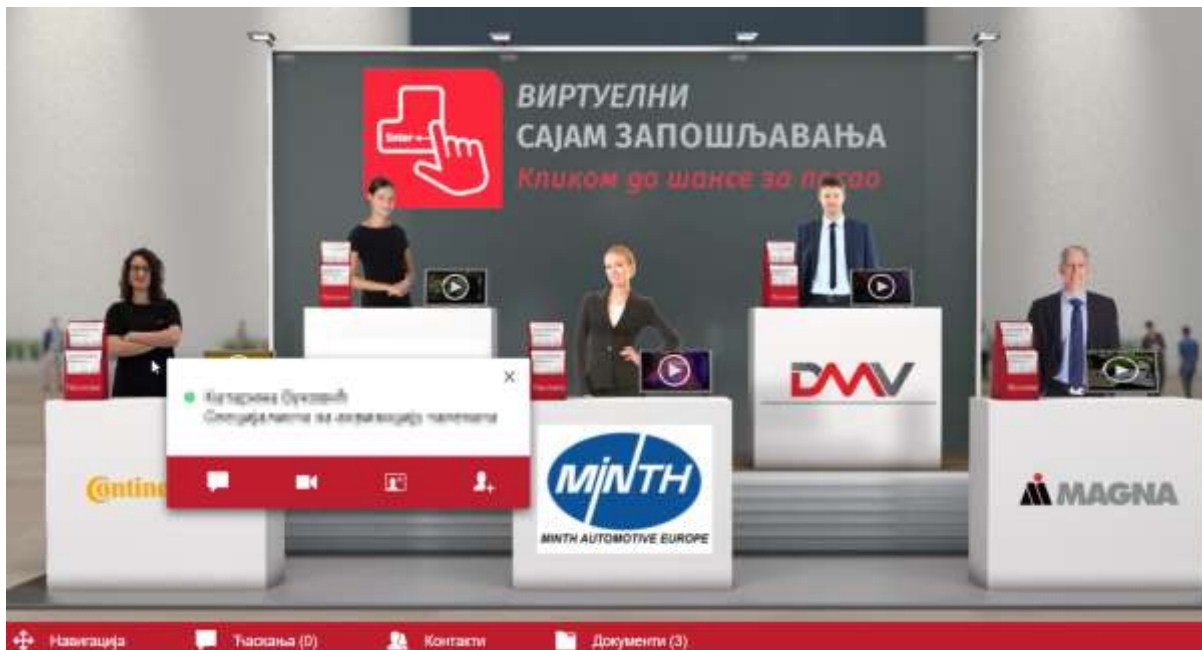 ВИРТУЕЛНИ
САЈАМ ЗАПОШЉАВАЊА
Кликом до шансе за посао
Enter
DMV
MINTH
MINTH AUTOMOTIVE EUROPE
MAGNA
Навигација
Ћаскања (0)
Контакти
Документи (3)